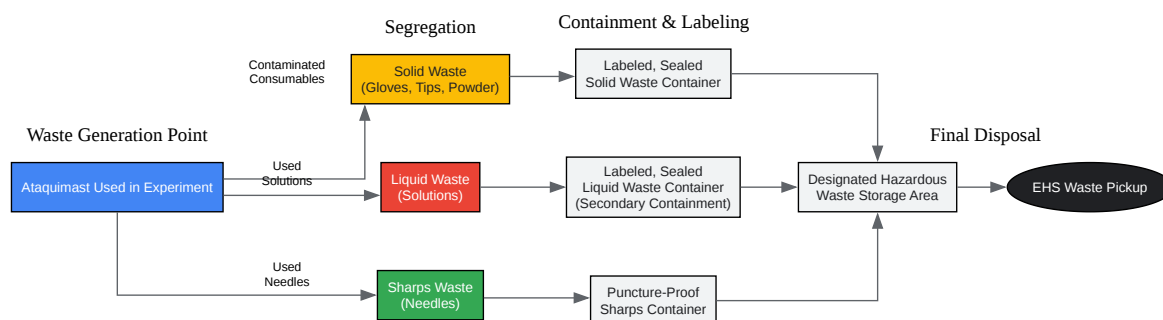 Segregation
Containment & Labeling
Contaminated
Consumables
Solid Waste
(Gloves, Tips, Powder)
Labeled, Sealed
Solid Waste Container
Waste Generation Point
Final Disposal
Ataquimast Used in Experiment
Used
Solutions
Liquid Waste
(Solutions)
Labeled, Sealed
Liquid Waste Container
(Secondary Containment)
Designated Hazardous
Waste Storage Area
EHS Waste Pickup
Used
Needles
Sharps Waste
(Needles)
Puncture-Proof
Sharps Container